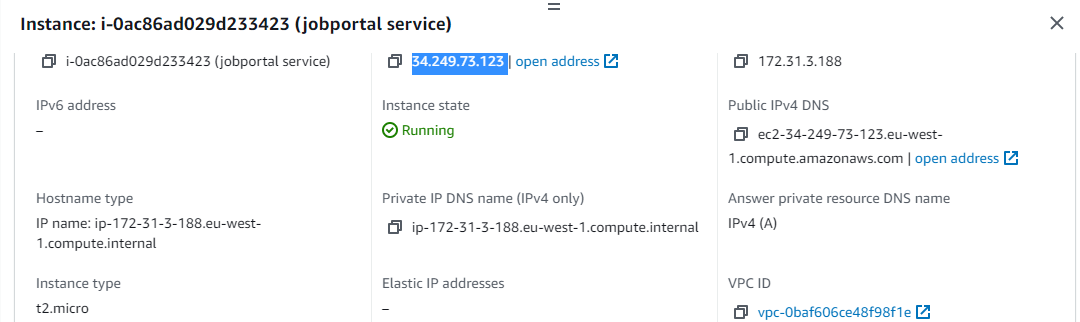 Instance: i-0ac86ad029d233423 (jobportal service)
i-0ac86ad029d233423 (jobportal service)
34.249.73.123 | open address
172.31.3.188
IPv6 address
–
Instance state
Running
Public IPv4 DNS
ec2-34-249-73-123.eu-west-
1.compute.amazonaws.com | open address
Hostname type
IP name: ip-172-31-3-188.eu-west-
1.compute.internal
Private IP DNS name (IPv4 only)
ip-172-31-3-188.eu-west-1.compute.internal
Answer private resource DNS name
IPv4 (A)
Instance type
t2.micro
Elastic IP addresses
–
VPC ID
vpc-0baf606ce48f98f1e